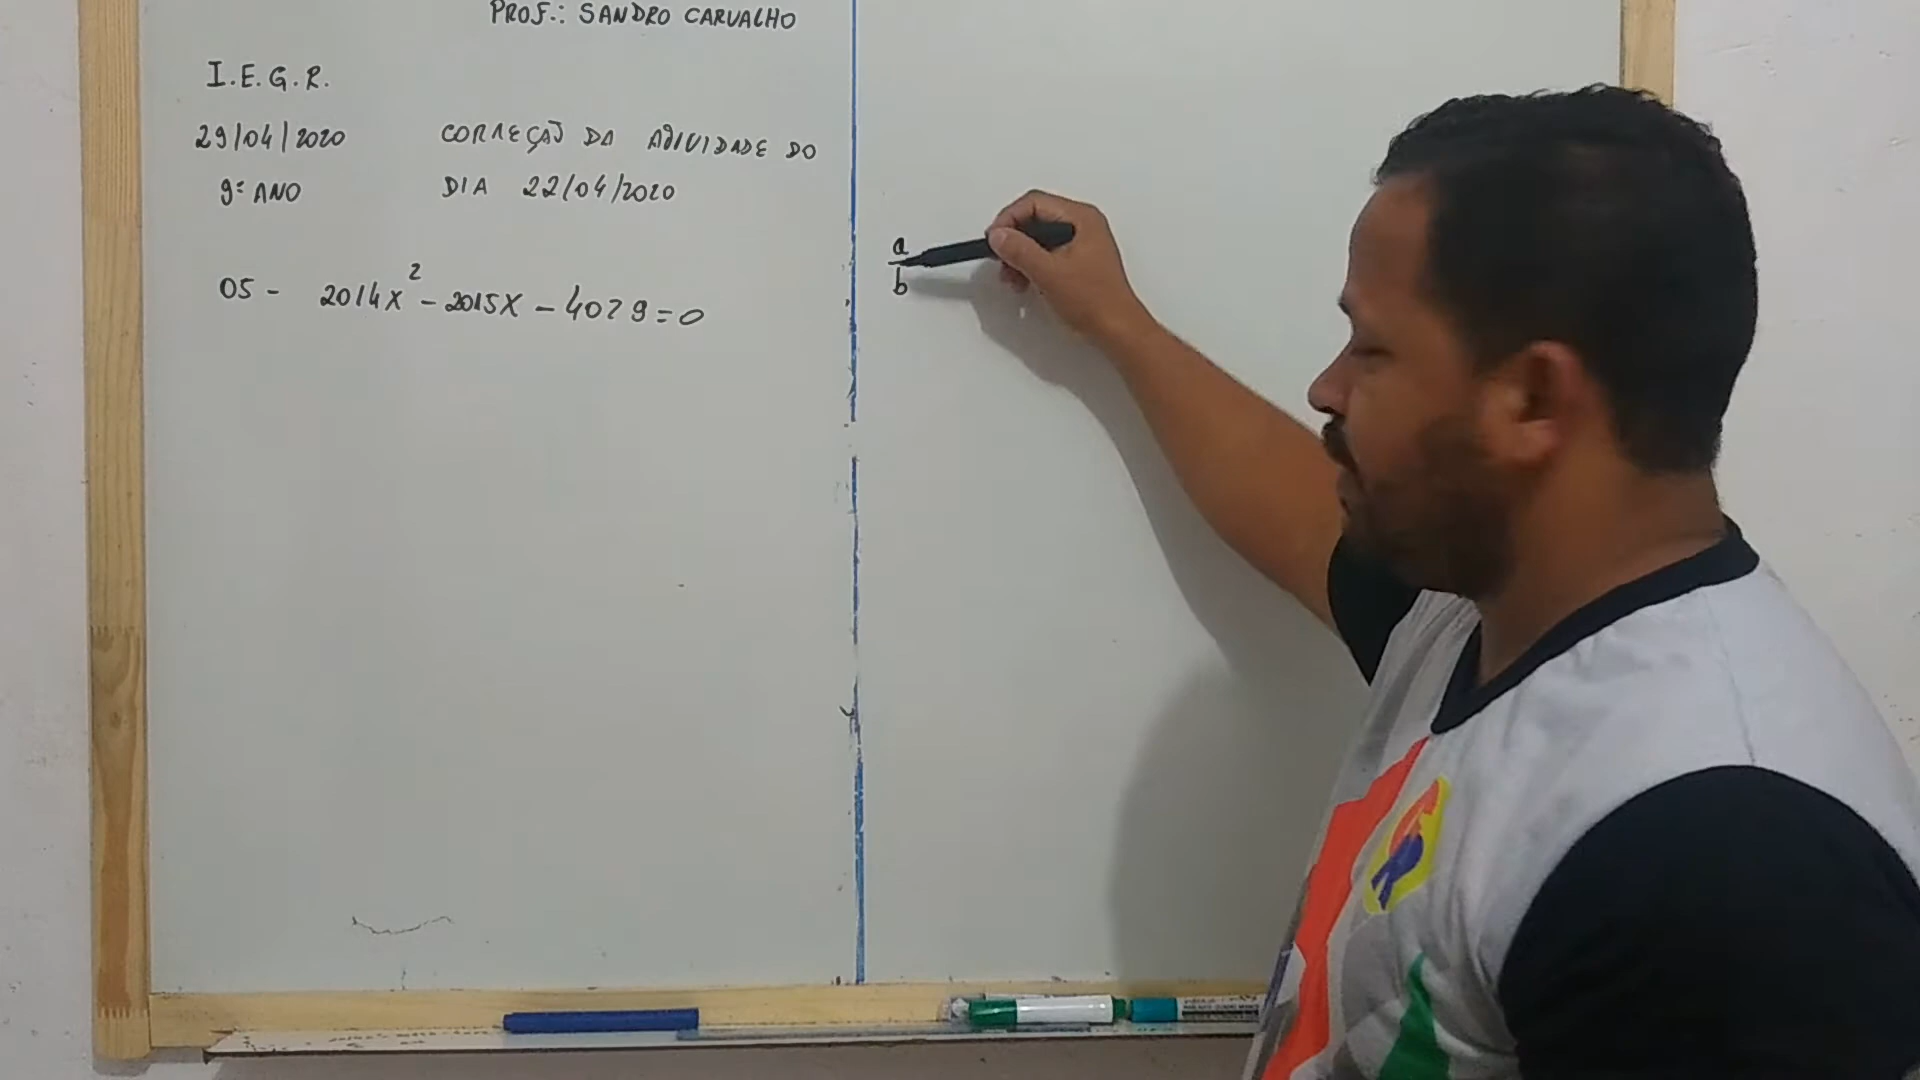 PROF.: SANDRO CARVALHO
I.E.G.R.
29/04/2020 CORREÇÃO DA ATIVIDADE DO
9º ANO DIA 22/04/2020
05 - 2014x² - 2015x - 4029 = 0
a
b